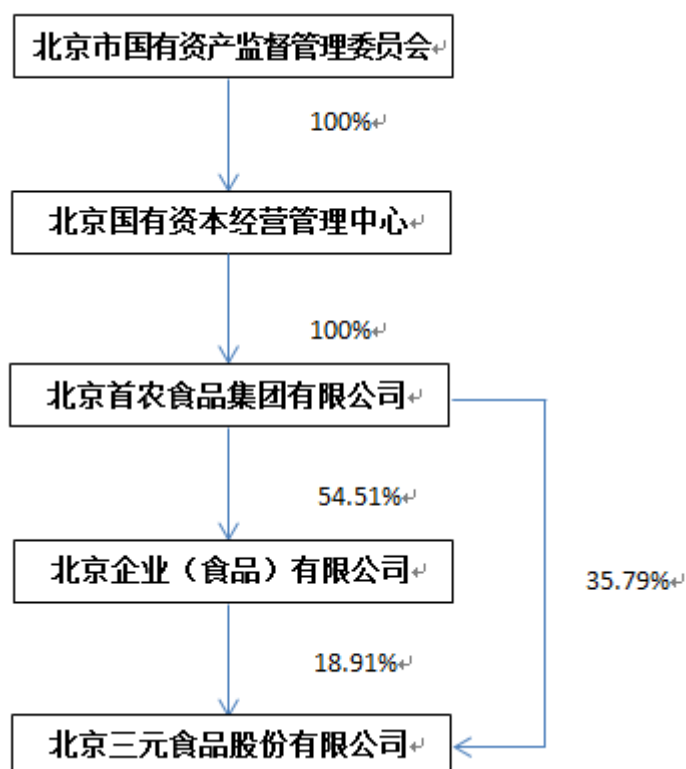 北京市国有资产监督管理委员会
100%
北京国有资本经营管理中心
100%
北京首农食品集团有限公司
54.51%
北京企业（食品）有限公司
35.79%
18.91%
北京三元食品股份有限公司